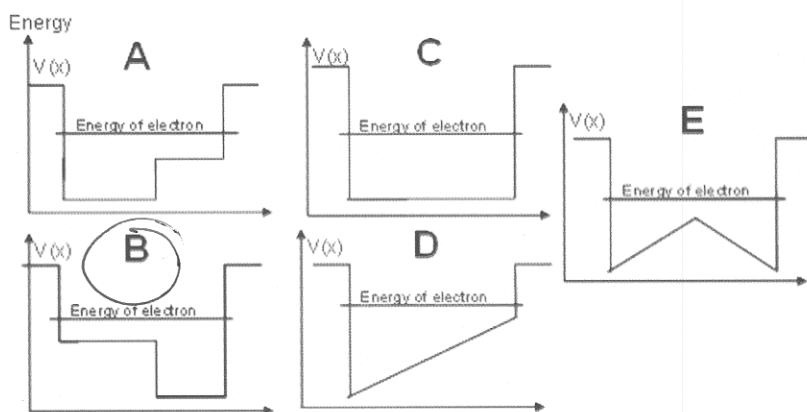 Energy
A
V(x)
Energy of electron
C
V(x)
Energy of electron
E
V(x)
Energy of electron
B
V(x)
Energy of electron
D
V(x)
Energy of electron